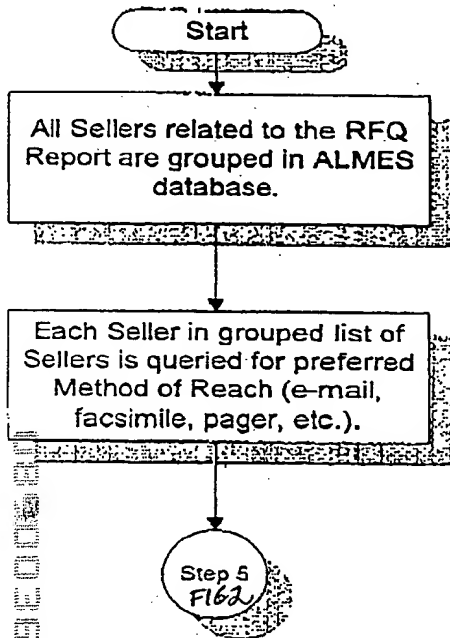 Start
All Sellers related to the RFQ
Report are grouped in ALMES
database.
Each Seller in grouped list of
Sellers is queried for preferred
Method of Reach (e-mail,
facsimile, pager, etc.).
Step 5
FIG2